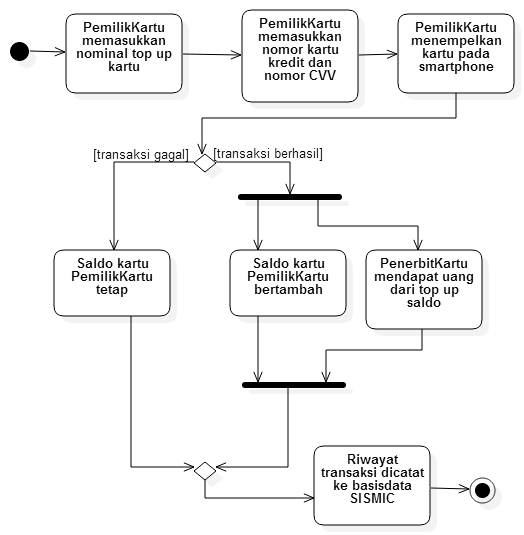 PemilikKartu
memasukkan
nominal top up
kartu
PemilikKartu
memasukkan
nomor kartu
kredit dan
nomor CVV
PemilikKartu
menempelkan
kartu pada
smartphone
[transaksi gagal]
[transaksi berhasil]
Saldo kartu
PemilikKartu
tetap
Saldo kartu
PemilikKartu
bertambah
PenerbitKartu
mendapat uang
dari top up
saldo
Riwayat
transaksi dicatat
ke basisdata
SISMIC